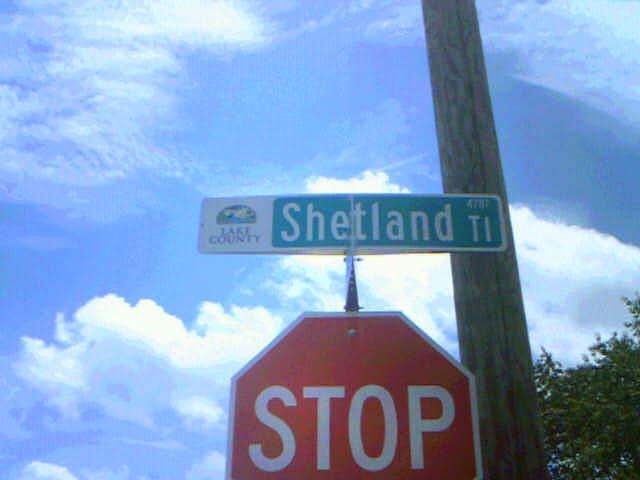 LAKE
COUNTY
Shetland Tl
STOP